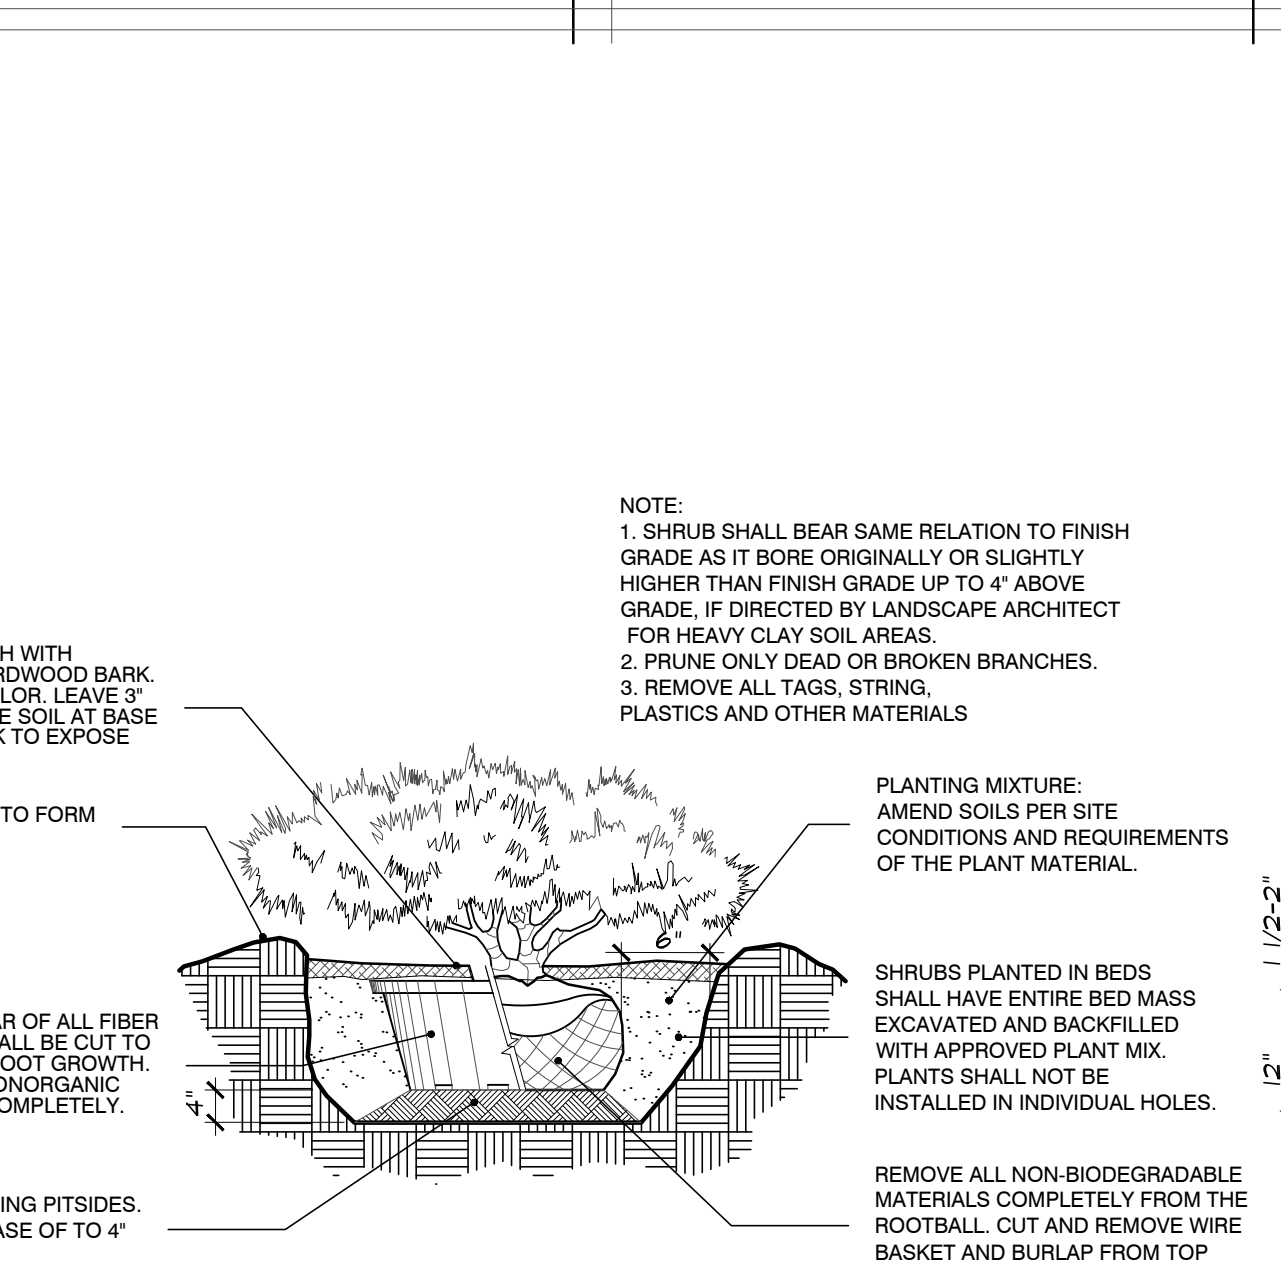 NOTE:
1. SHRUB SHALL BEAR SAME RELATION TO FINISH
GRADE AS IT BORE ORIGINALLY OR SLIGHTLY
HIGHER THAN FINISH GRADE UP TO 4" ABOVE
GRADE, IF DIRECTED BY LANDSCAPE ARCHITECT
FOR HEAVY CLAY SOIL AREAS.
2. PRUNE ONLY DEAD OR BROKEN BRANCHES.
3. REMOVE ALL TAGS, STRING,
PLASTICS AND OTHER MATERIALS
H WITH
RDWOOD BARK.
LOR. LEAVE 3"
E SOIL AT BASE
K TO EXPOSE
TO FORM
AR OF ALL FIBER
ALL BE CUT TO
OOT GROWTH.
ONORGANIC
OMPLETELY.
4"
ING PITSIDES.
ASE OF TO 4"
6"
PLANTING MIXTURE:
AMEND SOILS PER SITE
CONDITIONS AND REQUIREMENTS
OF THE PLANT MATERIAL.
SHRUBS PLANTED IN BEDS
SHALL HAVE ENTIRE BED MASS
EXCAVATED AND BACKFILLED
WITH APPROVED PLANT MIX.
PLANTS SHALL NOT BE
INSTALLED IN INDIVIDUAL HOLES.
REMOVE ALL NON-BIODEGRADABLE
MATERIALS COMPLETELY FROM THE
ROOTBALL. CUT AND REMOVE WIRE
BASKET AND BURLAP FROM TOP
1 1/2-2"
12"